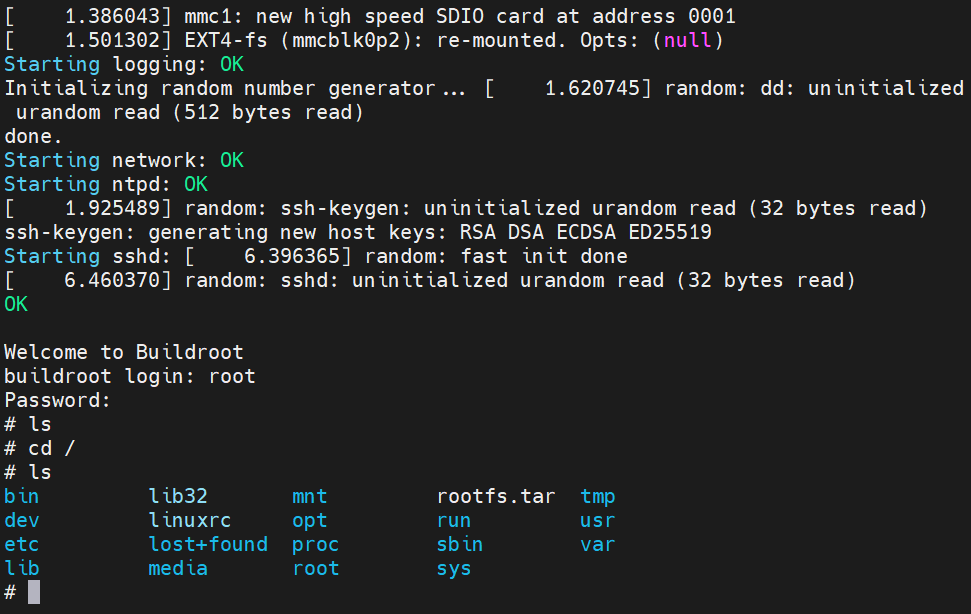 [    1.386043] mmc1: new high speed SDIO card at address 0001
[    1.501302] EXT4-fs (mmcblk0p2): re-mounted. Opts: (null)
Starting logging: OK
Initializing random number generator... [    1.620745] random: dd: uninitialized
 urandom read (512 bytes read)
done.
Starting network: OK
Starting ntpd: OK
[    1.925489] random: ssh-keygen: uninitialized urandom read (32 bytes read)
ssh-keygen: generating new host keys: RSA DSA ECDSA ED25519
Starting sshd: [    6.396365] random: fast init done
[    6.460370] random: sshd: uninitialized urandom read (32 bytes read)
OK

Welcome to Buildroot
buildroot login: root
Password:
# ls
# cd /
# ls
bin         lib32       mnt         rootfs.tar  tmp
dev         linuxrc     opt         run         usr
etc         lost+found  proc        sbin        var
lib         media       root        sys
#